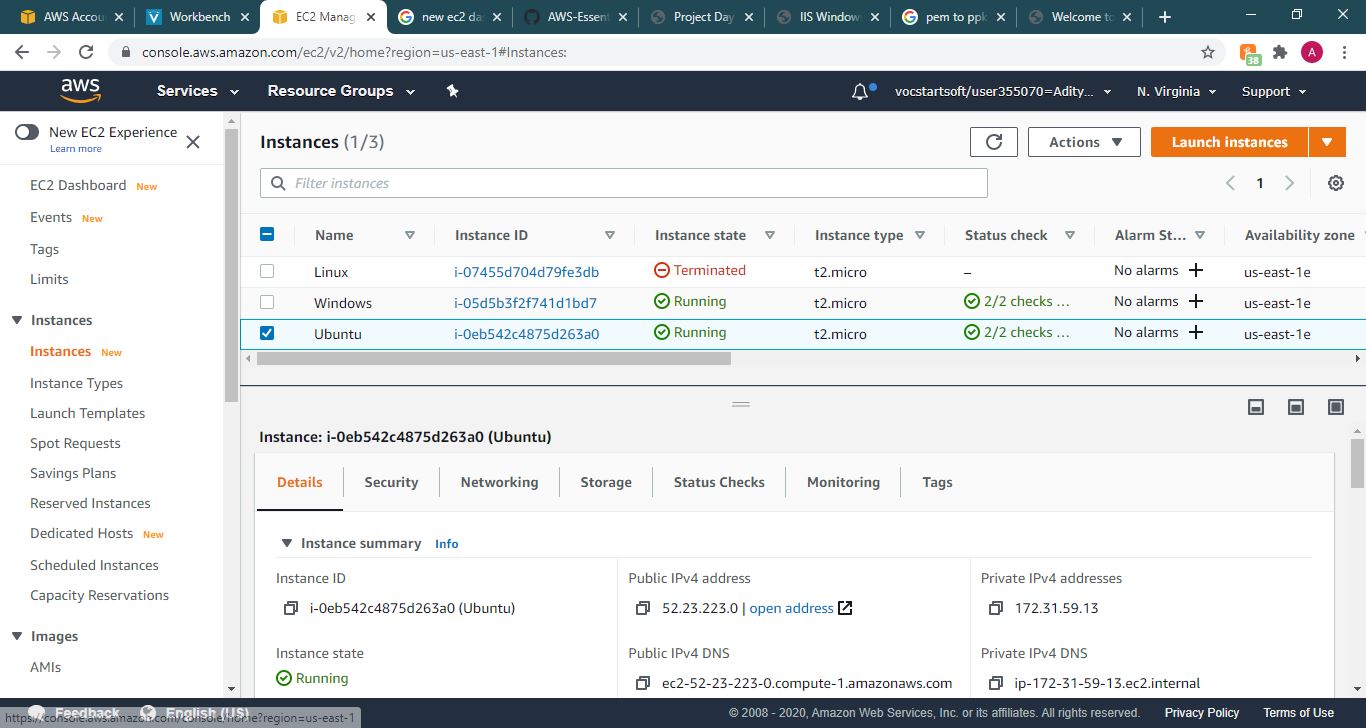 AWS Accou
Workbench
EC2 Manag
new ec2 da
AWS-Essent
Project Day
IIS Window
pem to ppk
Welcome to
console.aws.amazon.com/ec2/v2/home?region=us-east-1#Instances:
38
A
aws
Services
Resource Groups
vocstartsoft/user355070=Adity...
N. Virginia
Support
New EC2 Experience
Learn more
EC2 Dashboard New
Events New
Tags
Limits
Instances
Instances New
Instance Types
Launch Templates
Spot Requests
Savings Plans
Reserved Instances
Dedicated Hosts New
Scheduled Instances
Capacity Reservations
Images
AMIs
Instances (1/3)
Actions
Launch instances
Filter instances
1
Name Instance ID Instance state Instance type Status check Alarm St... Availability zone
Linux i-07455d704d79fe3db Terminated t2.micro – No alarms + us-east-1e
Windows i-05d5b3f2f741d1bd7 Running t2.micro 2/2 checks ... No alarms + us-east-1e
Ubuntu i-0eb542c4875d263a0 Running t2.micro 2/2 checks ... No alarms + us-east-1e
Instance: i-0eb542c4875d263a0 (Ubuntu)
Details Security Networking Storage Status Checks Monitoring Tags
Instance summary Info
Instance ID
i-0eb542c4875d263a0 (Ubuntu)
Public IPv4 address
52.23.223.0 | open address
Private IPv4 addresses
172.31.59.13
Instance state
Running
Public IPv4 DNS
ec2-52-23-223-0.compute-1.amazonaws.com
Private IPv4 DNS
ip-172-31-59-13.ec2.internal
Feedback English (US)
https://console.aws.amazon.com/console/home?region=us-east-1
© 2008 - 2020, Amazon Web Services, Inc. or its affiliates. All rights reserved.
Privacy Policy
Terms of Use